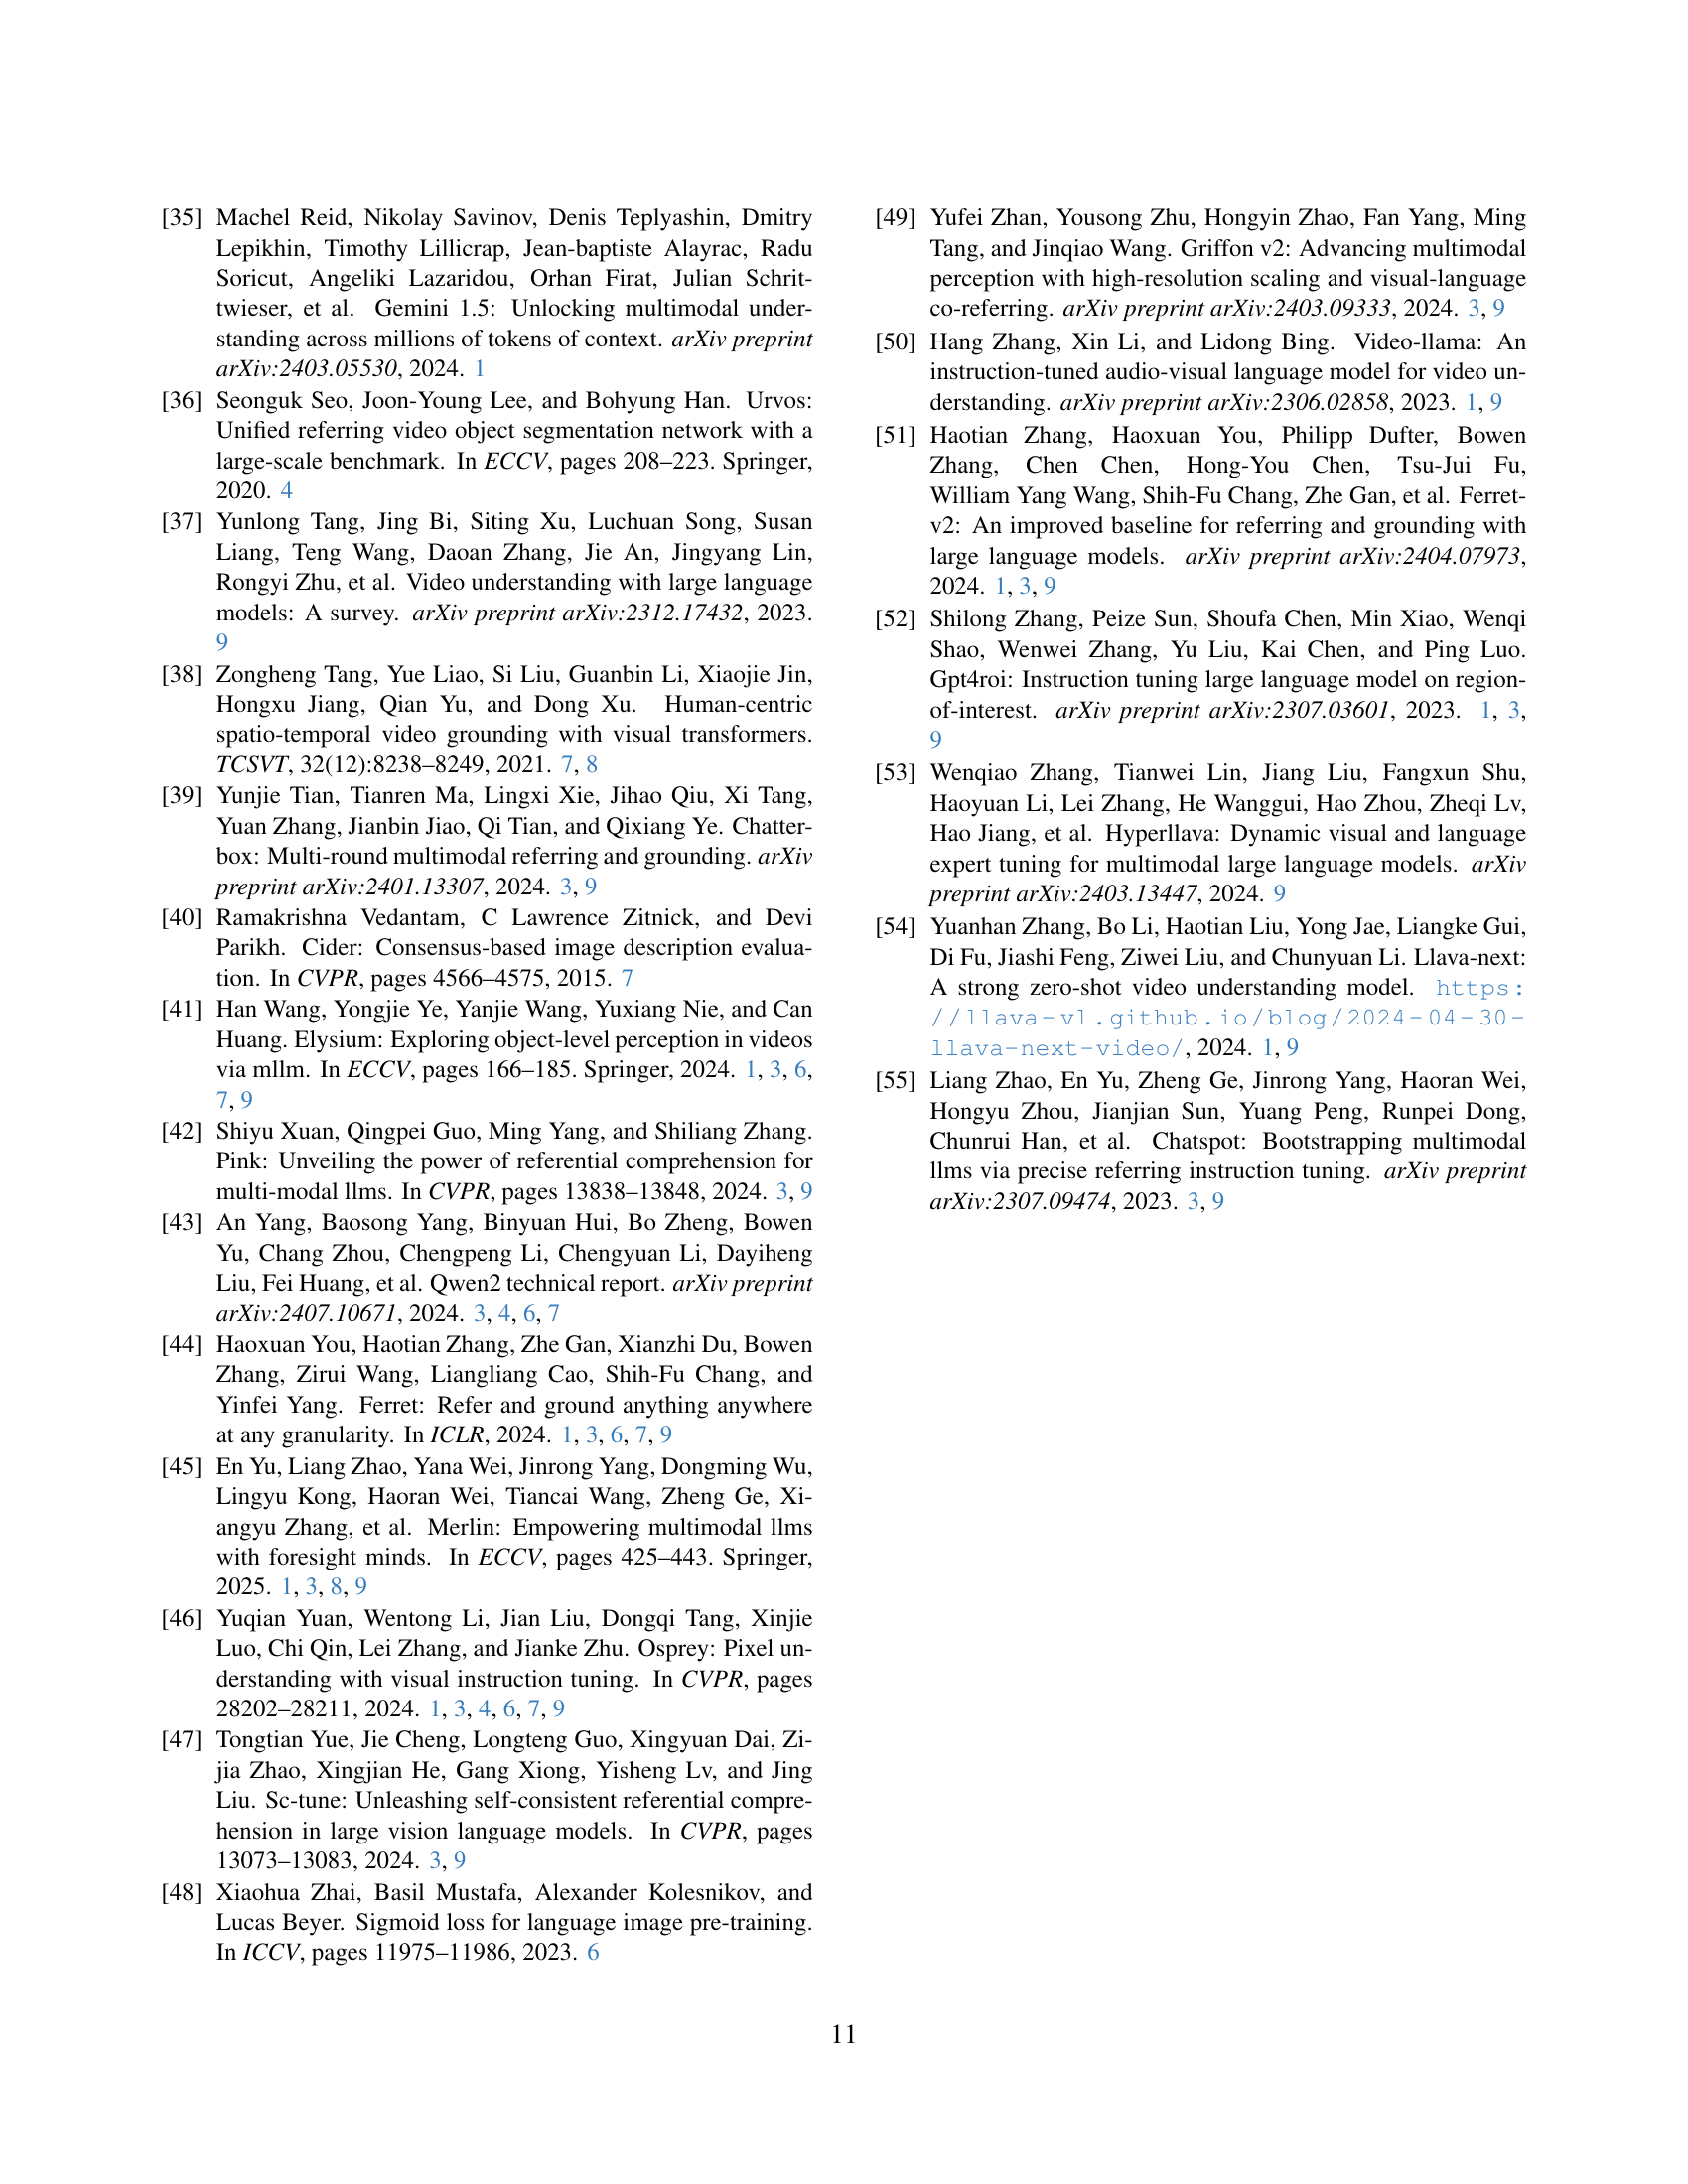 [35] Machel Reid, Nikolay Savinov, Denis Teplyashin, Dmitry
Lepikhin, Timothy Lillicrap, Jean-baptiste Alayrac, Radu
Soricut, Angeliki Lazaridou, Orhan Firat, Julian Schrit-
twieser, et al. Gemini 1.5: Unlocking multimodal under-
standing across millions of tokens of context. arXiv preprint
arXiv:2403.05530, 2024. 1
[36] Seonguk Seo, Joon-Young Lee, and Bohyung Han. Urvos:
Unified referring video object segmentation network with a
large-scale benchmark. In ECCV, pages 208–223. Springer,
2020. 4
[37] Yunlong Tang, Jing Bi, Siting Xu, Luchuan Song, Susan
Liang, Teng Wang, Daoan Zhang, Jie An, Jingyang Lin,
Rongyi Zhu, et al. Video understanding with large language
models: A survey. arXiv preprint arXiv:2312.17432, 2023.
9
[38] Zongheng Tang, Yue Liao, Si Liu, Guanbin Li, Xiaojie Jin,
Hongxu Jiang, Qian Yu, and Dong Xu. Human-centric
spatio-temporal video grounding with visual transformers.
TCSVT, 32(12):8238–8249, 2021. 7, 8
[39] Yunjie Tian, Tianren Ma, Lingxi Xie, Jihao Qiu, Xi Tang,
Yuan Zhang, Jianbin Jiao, Qi Tian, and Qixiang Ye. Chatter-
box: Multi-round multimodal referring and grounding. arXiv
preprint arXiv:2401.13307, 2024. 3, 9
[40] Ramakrishna Vedantam, C Lawrence Zitnick, and Devi
Parikh. Cider: Consensus-based image description evalua-
tion. In CVPR, pages 4566–4575, 2015. 7
[41] Han Wang, Yongjie Ye, Yanjie Wang, Yuxiang Nie, and Can
Huang. Elysium: Exploring object-level perception in videos
via mllm. In ECCV, pages 166–185. Springer, 2024. 1, 3, 6,
7, 9
[42] Shiyu Xuan, Qingpei Guo, Ming Yang, and Shiliang Zhang.
Pink: Unveiling the power of referential comprehension for
multi-modal llms. In CVPR, pages 13838–13848, 2024. 3, 9
[43] An Yang, Baosong Yang, Binyuan Hui, Bo Zheng, Bowen
Yu, Chang Zhou, Chengpeng Li, Chengyuan Li, Dayiheng
Liu, Fei Huang, et al. Qwen2 technical report. arXiv preprint
arXiv:2407.10671, 2024. 3, 4, 6, 7
[44] Haoxuan You, Haotian Zhang, Zhe Gan, Xianzhi Du, Bowen
Zhang, Zirui Wang, Liangliang Cao, Shih-Fu Chang, and
Yinfei Yang. Ferret: Refer and ground anything anywhere
at any granularity. In ICLR, 2024. 1, 3, 6, 7, 9
[45] En Yu, Liang Zhao, Yana Wei, Jinrong Yang, Dongming Wu,
Lingyu Kong, Haoran Wei, Tiancai Wang, Zheng Ge, Xi-
angyu Zhang, et al. Merlin: Empowering multimodal llms
with foresight minds. In ECCV, pages 425–443. Springer,
2025. 1, 3, 8, 9
[46] Yuqian Yuan, Wentong Li, Jian Liu, Dongqi Tang, Xinjie
Luo, Chi Qin, Lei Zhang, and Jianke Zhu. Osprey: Pixel un-
derstanding with visual instruction tuning. In CVPR, pages
28202–28211, 2024. 1, 3, 4, 6, 7, 9
[47] Tongtian Yue, Jie Cheng, Longteng Guo, Xingyuan Dai, Zi-
jia Zhao, Xingjian He, Gang Xiong, Yisheng Lv, and Jing
Liu. Sc-tune: Unleashing self-consistent referential compre-
hension in large vision language models. In CVPR, pages
13073–13083, 2024. 3, 9
[48] Xiaohua Zhai, Basil Mustafa, Alexander Kolesnikov, and
Lucas Beyer. Sigmoid loss for language image pre-training.
In ICCV, pages 11975–11986, 2023. 6
[49] Yufei Zhan, Yousong Zhu, Hongyin Zhao, Fan Yang, Ming
Tang, and Jinqiao Wang. Griffon v2: Advancing multimodal
perception with high-resolution scaling and visual-language
co-referring. arXiv preprint arXiv:2403.09333, 2024. 3, 9
[50] Hang Zhang, Xin Li, and Lidong Bing. Video-llama: An
instruction-tuned audio-visual language model for video un-
derstanding. arXiv preprint arXiv:2306.02858, 2023. 1, 9
[51] Haotian Zhang, Haoxuan You, Philipp Dufter, Bowen
Zhang, Chen Chen, Hong-You Chen, Tsu-Jui Fu,
William Yang Wang, Shih-Fu Chang, Zhe Gan, et al. Ferret-
v2: An improved baseline for referring and grounding with
large language models. arXiv preprint arXiv:2404.07973,
2024. 1, 3, 9
[52] Shilong Zhang, Peize Sun, Shoufa Chen, Min Xiao, Wenqi
Shao, Wenwei Zhang, Yu Liu, Kai Chen, and Ping Luo.
Gpt4roi: Instruction tuning large language model on region-
of-interest. arXiv preprint arXiv:2307.03601, 2023. 1, 3,
9
[53] Wenqiao Zhang, Tianwei Lin, Jiang Liu, Fangxun Shu,
Haoyuan Li, Lei Zhang, He Wanggui, Hao Zhou, Zheqi Lv,
Hao Jiang, et al. Hyperllava: Dynamic visual and language
expert tuning for multimodal large language models. arXiv
preprint arXiv:2403.13447, 2024. 9
[54] Yuanhan Zhang, Bo Li, Haotian Liu, Yong Jae, Liangke Gui,
Di Fu, Jiashi Feng, Ziwei Liu, and Chunyuan Li. Llava-next:
A strong zero-shot video understanding model. https:
//llava-vl.github.io/blog/2024-04-30-
llava-next-video/, 2024. 1, 9
[55] Liang Zhao, En Yu, Zheng Ge, Jinrong Yang, Haoran Wei,
Hongyu Zhou, Jianjian Sun, Yuang Peng, Runpei Dong,
Chunrui Han, et al. Chatspot: Bootstrapping multimodal
llms via precise referring instruction tuning. arXiv preprint
arXiv:2307.09474, 2023. 3, 9
11